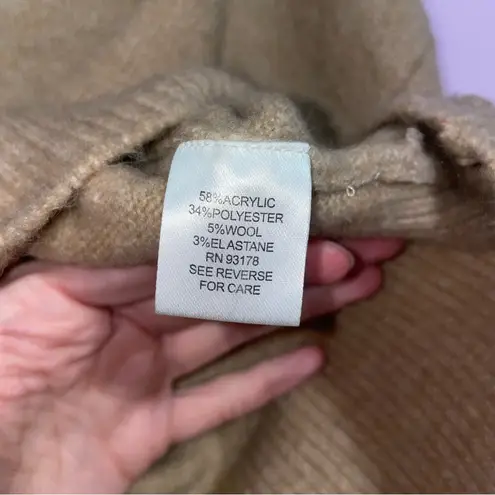 58%ACRYLIC
34%POLYESTER
5%WOOL
3%ELASTANE
RN 93178
SEE REVERSE
FOR CARE